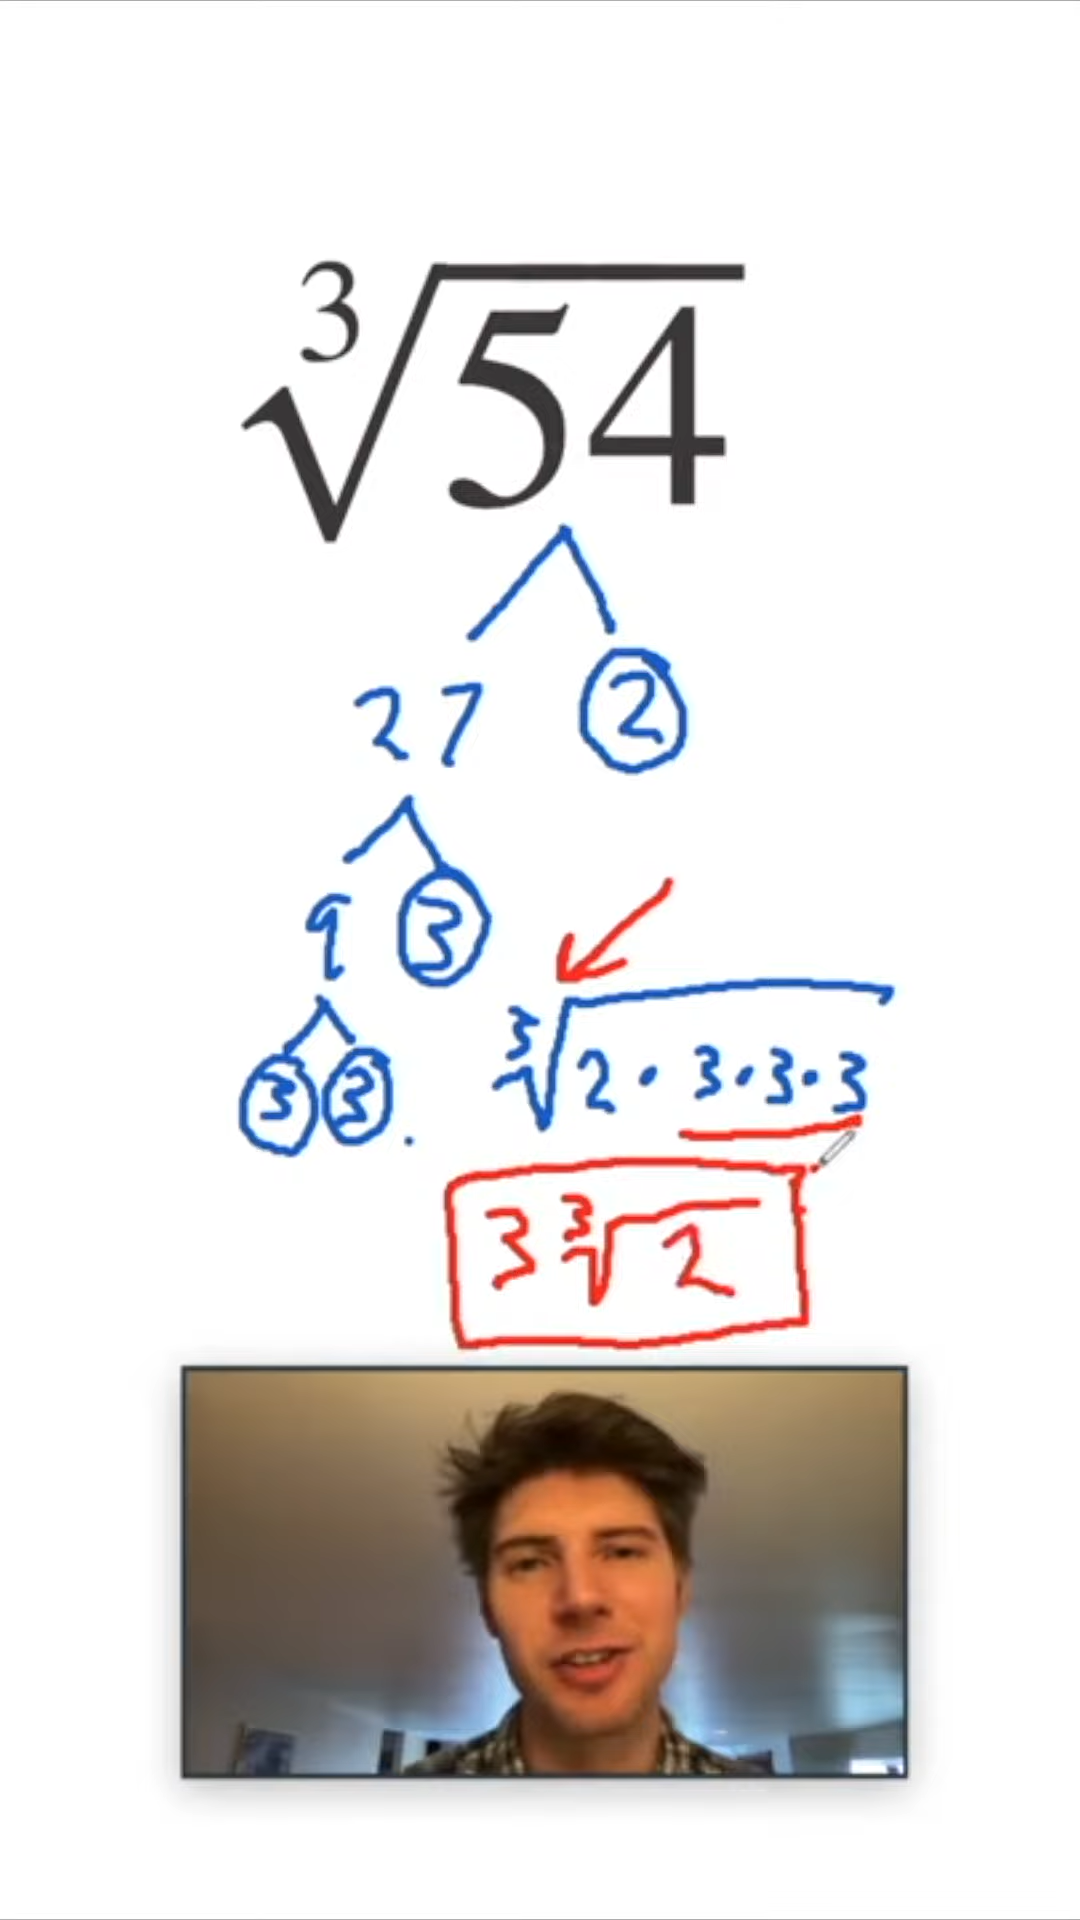 ∛54
27 2
9 3
3 3 .
∛2 · 3 · 3 · 3
3 ∛2